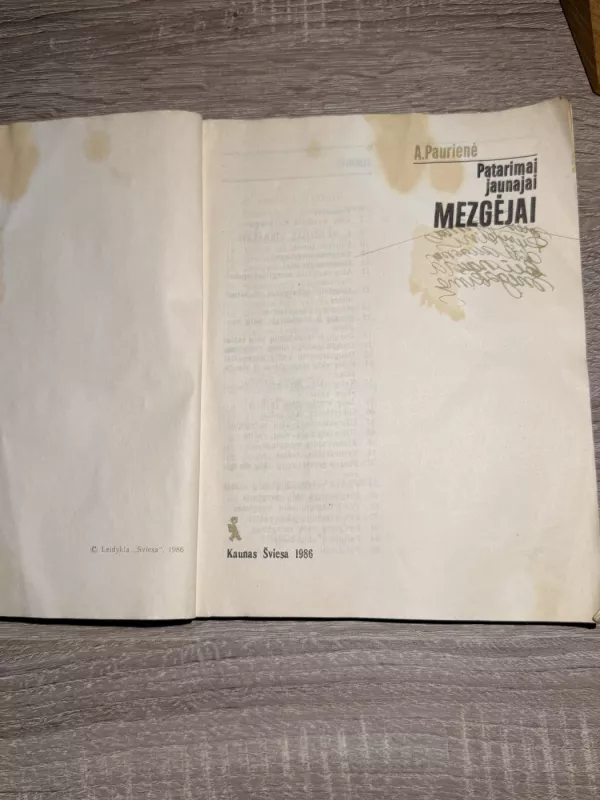 A.Paurienė
Patarimai
jaunajai
MEZGĖJAI
© Leidykla „Šviesa", 1986
Kaunas Šviesa 1986